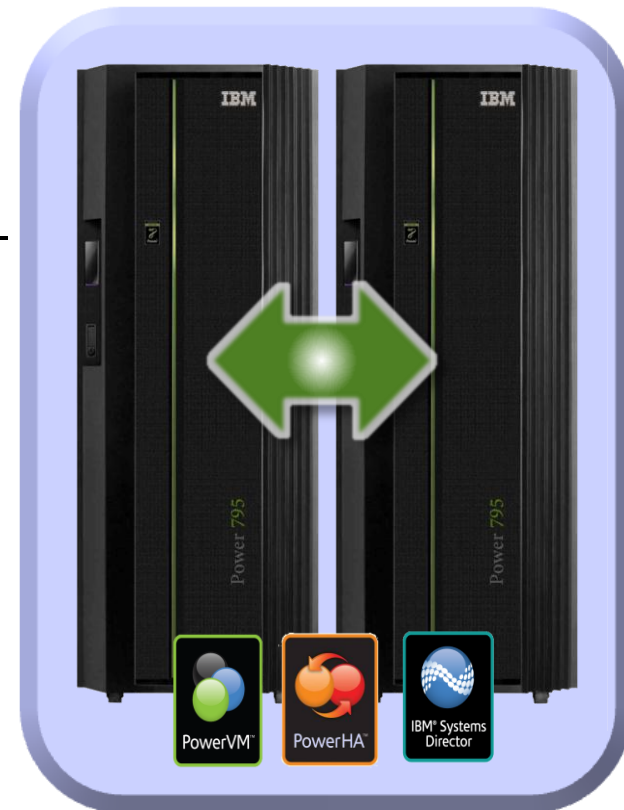 IBM
IBM
Power 795
Power 795
PowerVM™
PowerHA™
IBM® Systems
Director